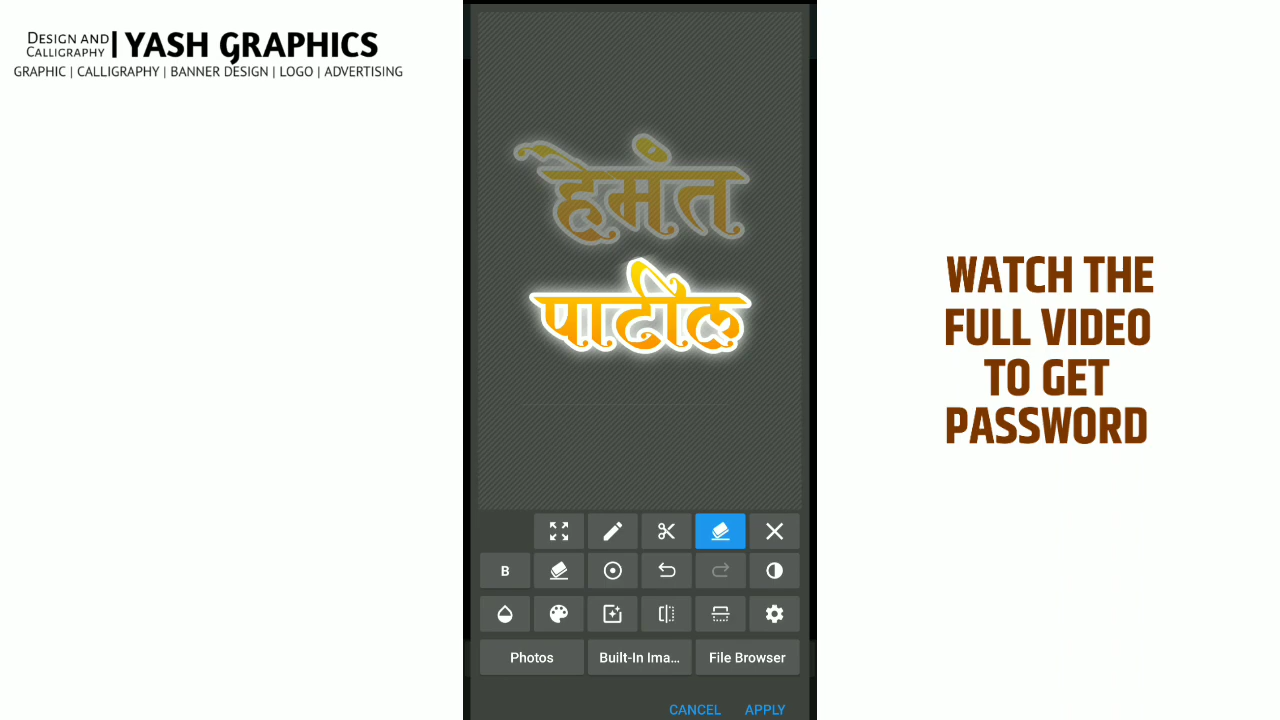 DESIGN AND
CALLIGRAPHY | YASH GRAPHICS
GRAPHIC | CALLIGRAPHY | BANNER DESIGN | LOGO | ADVERTISING
हेमंत
पाटील
WATCH THE
FULL VIDEO
TO GET
PASSWORD
B
Photos
Built-In Ima...
File Browser
CANCEL
APPLY